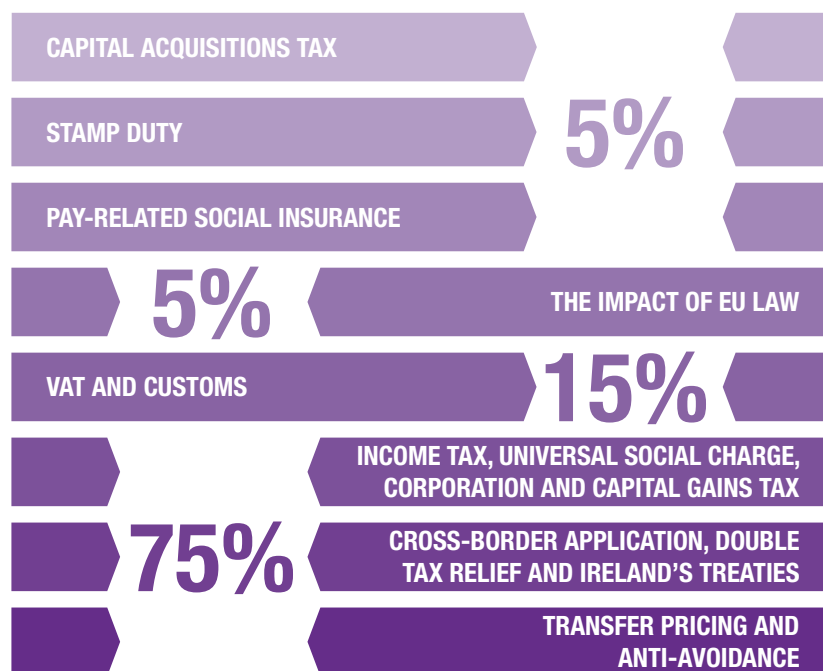 CAPITAL ACQUISITIONS TAX
STAMP DUTY
5%
PAY-RELATED SOCIAL INSURANCE
5%
THE IMPACT OF EU LAW
VAT AND CUSTOMS
15%
INCOME TAX, UNIVERSAL SOCIAL CHARGE,
CORPORATION AND CAPITAL GAINS TAX
75%
CROSS-BORDER APPLICATION, DOUBLE
TAX RELIEF AND IRELAND’S TREATIES
TRANSFER PRICING AND
ANTI-AVOIDANCE